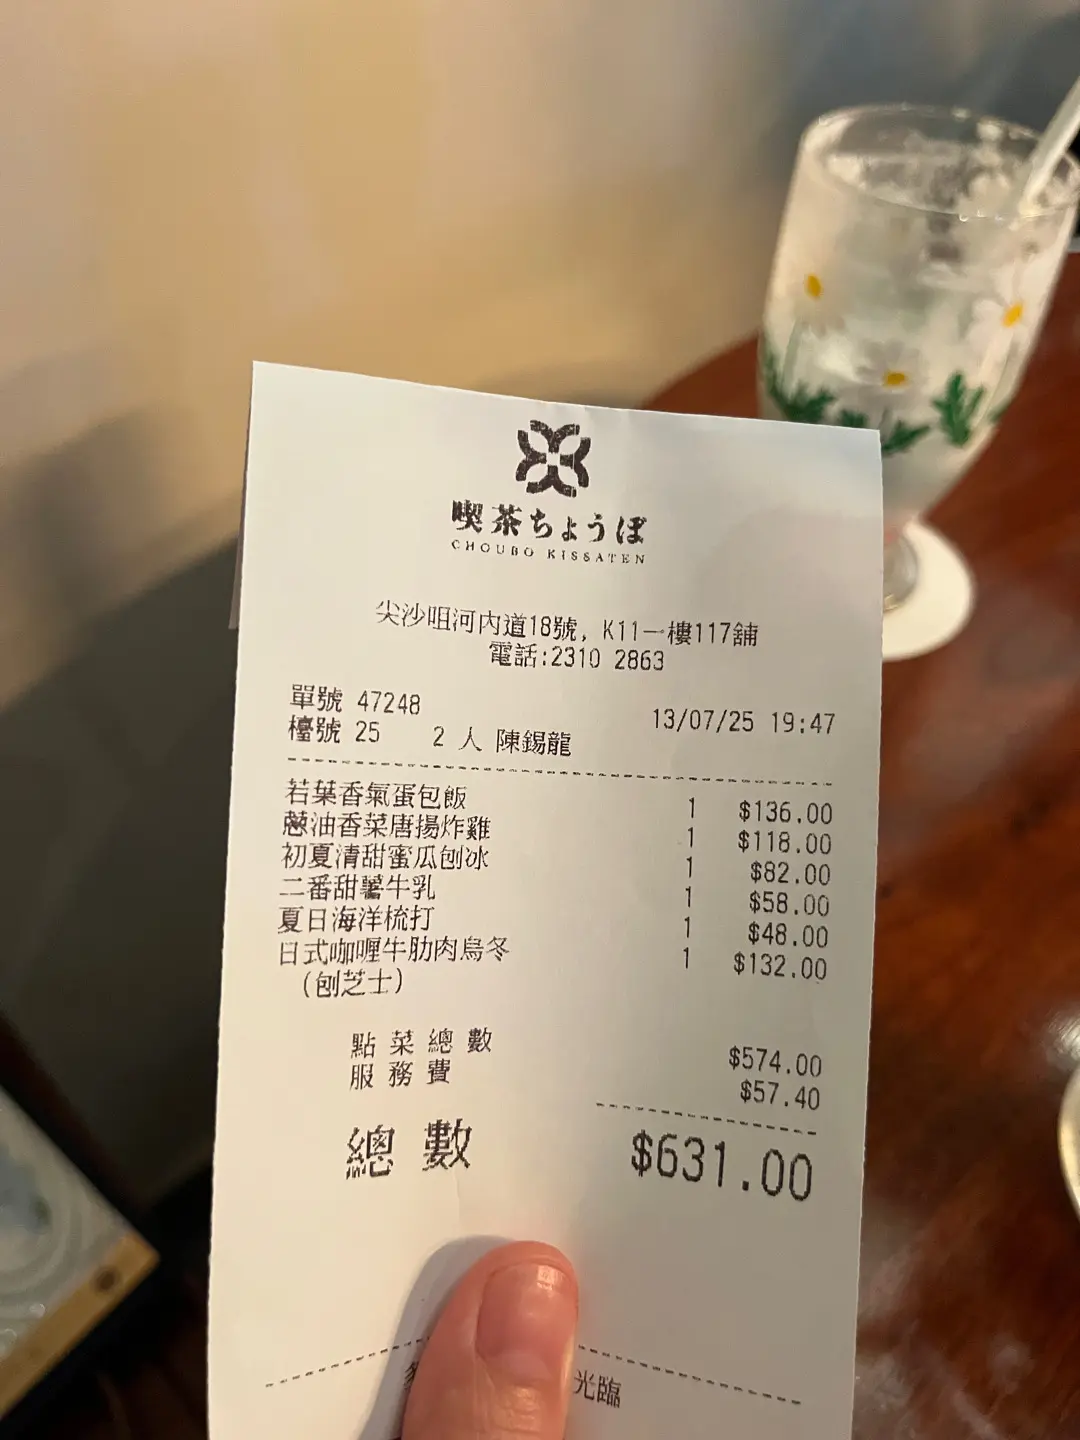 喫茶ちょうぼ
CHOUBO KISSATEN
尖沙咀河內道18號, K11一樓117舖
電話:2310 2863
單號 47248 13/07/25 19:47
檯號 25 2 人 陳錫龍
若葉香氣蛋包飯 1 $136.00
蔥油香菜唐揚炸雞 1 $118.00
初夏清甜蜜瓜刨冰 1 $82.00
二番甜薯牛乳 1 $58.00
夏日海洋梳打 1 $48.00
日式咖喱牛肋肉烏冬 1 $132.00
(刨芝士)
點菜總數 $574.00
服務費 $57.40
總數 $631.00
光臨